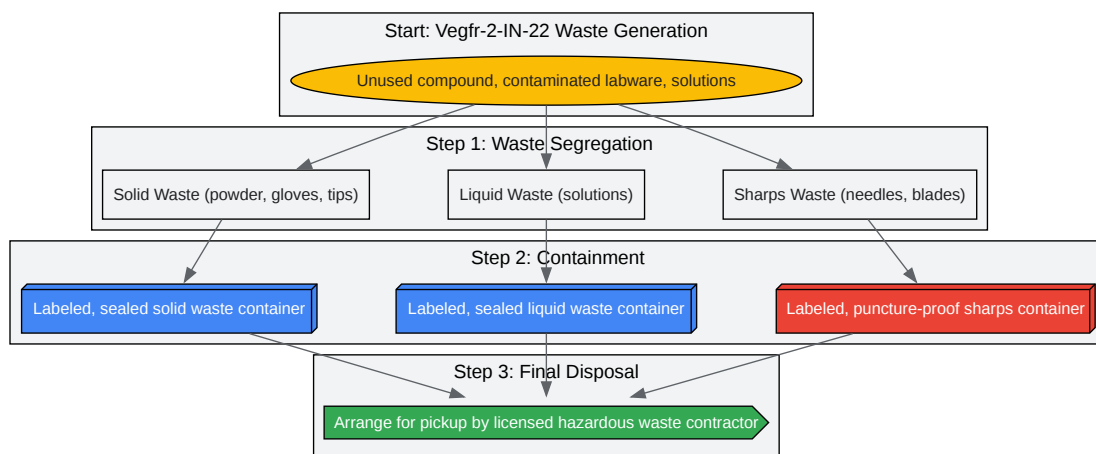 Start: Vegfr-2-IN-22 Waste Generation
Unused compound, contaminated labware, solutions
Step 1: Waste Segregation
Solid Waste (powder, gloves, tips)
Liquid Waste (solutions)
Sharps Waste (needles, blades)
Step 2: Containment
Labeled, sealed solid waste container
Labeled, sealed liquid waste container
Labeled, puncture-proof sharps container
Step 3: Final Disposal
Arrange for pickup by licensed hazardous waste contractor